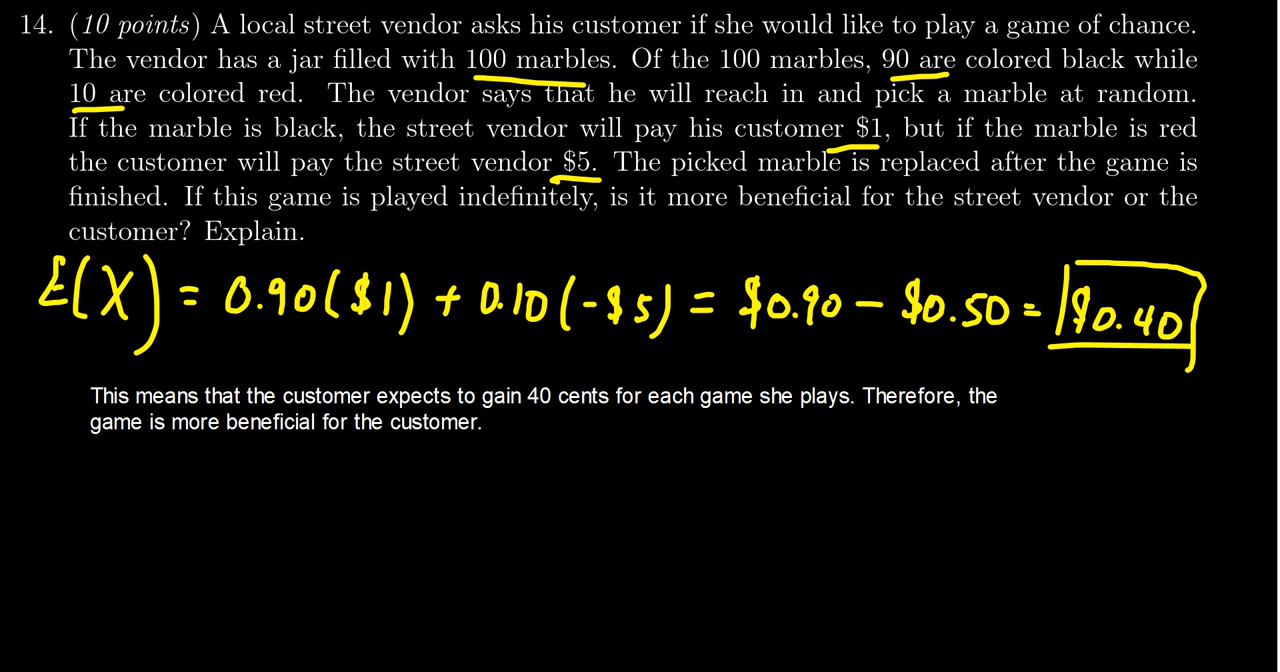 14. (10 points) A local street vendor asks his customer if she would like to play a game of chance.
The vendor has a jar filled with 100 marbles. Of the 100 marbles, 90 are colored black while
10 are colored red. The vendor says that he will reach in and pick a marble at random.
If the marble is black, the street vendor will pay his customer $1, but if the marble is red
the customer will pay the street vendor $5. The picked marble is replaced after the game is
finished. If this game is played indefinitely, is it more beneficial for the street vendor or the
customer? Explain.
E(X) = 0.90($1) + 0.10(-$5) = $0.90 - $0.50 = $0.40
This means that the customer expects to gain 40 cents for each game she plays. Therefore, the
game is more beneficial for the customer.